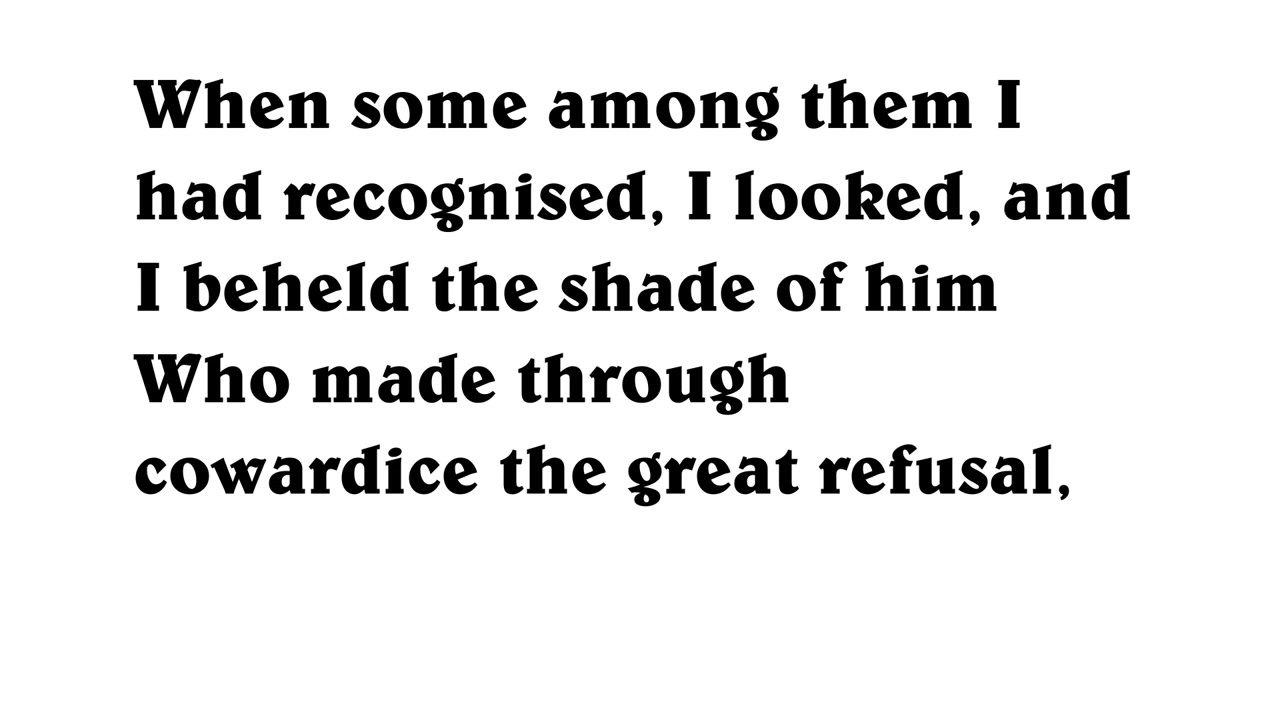 When some among them I
had recognised, I looked, and
I beheld the shade of him
Who made through
cowardice the great refusal,